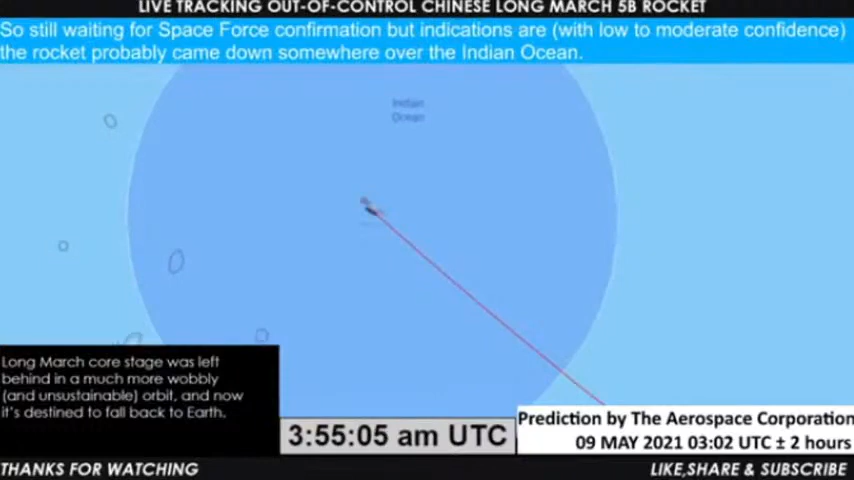 LIVE TRACKING OUT-OF-CONTROL CHINESE LONG MARCH 5B ROCKET
So still waiting for Space Force confirmation but indications are (with low to moderate confidence)
the rocket probably came down somewhere over the Indian Ocean.
Indian
Ocean
Long March core stage was left
behind in a much more wobbly
(and unsustainable) orbit, and now
it's destined to fall back to Earth.
3:55:05 am UTC
Prediction by The Aerospace Corporation
09 MAY 2021 03:02 UTC ± 2 hours
THANKS FOR WATCHING
LIKE,SHARE & SUBSCRIBE